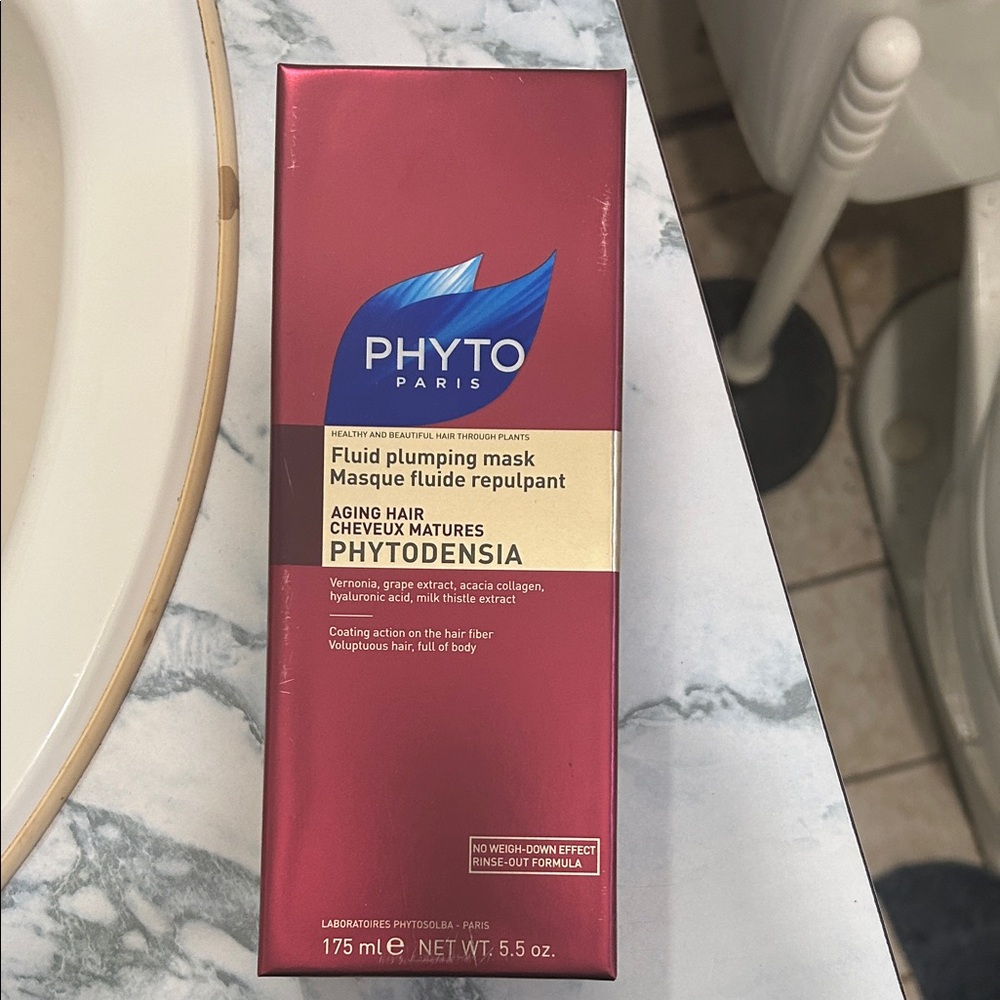 PHYTO
PARIS
HEALTHY AND BEAUTIFUL HAIR THROUGH PLANTS
Fluid plumping mask
Masque fluide repulpant
AGING HAIR
CHEVEUX MATURES
PHYTODENSIA
Vernonia, grape extract, acacia collagen,
hyaluronic acid, milk thistle extract
Coating action on the hair fiber
Voluptuous hair, full of body
NO WEIGH-DOWN EFFECT
RINSE-OUT FORMULA
LABORATOIRES PHYTOSOLBA - PARIS
175 ml ℮ NET WT. 5.5 oz.